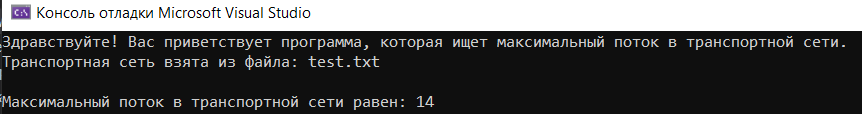 Консоль отладки Microsoft Visual Studio
Здравствуйте! Вас приветствует программа, которая ищет максимальный поток в транспортной сети.
Транспортная сеть взята из файла: test.txt
Максимальный поток в транспортной сети равен: 14